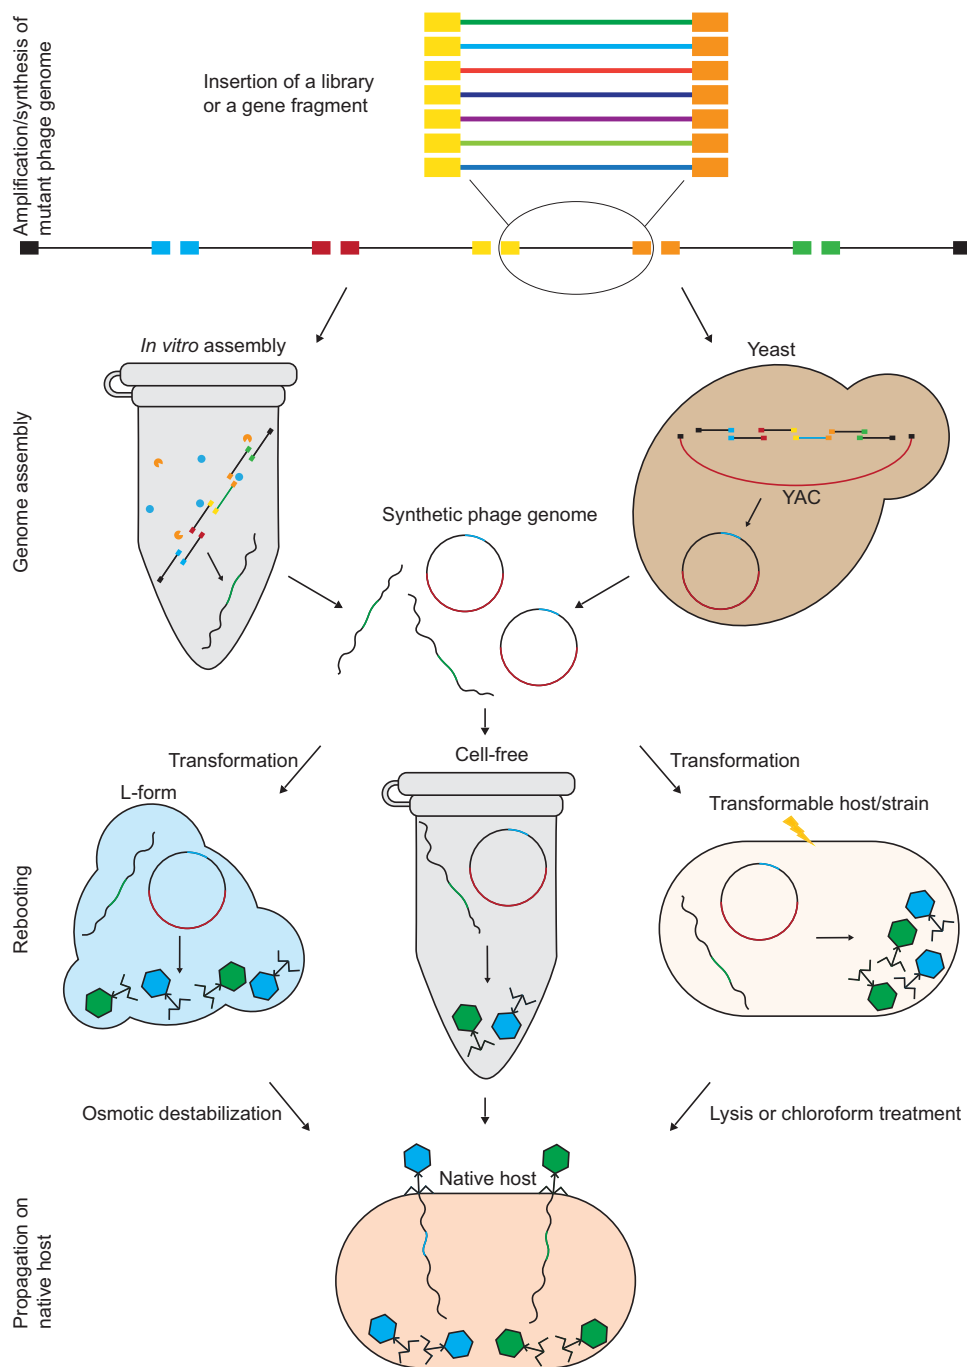 Amplification/synthesis of
mutant phage genome
Insertion of a library
or a gene fragment
Genome assembly
In vitro assembly
Yeast
YAC
Synthetic phage genome
Rebooting
Transformation
Cell-free
Transformation
L-form
Transformable host/strain
Osmotic destabilization
Lysis or chloroform treatment
Propagation on
native host
Native host